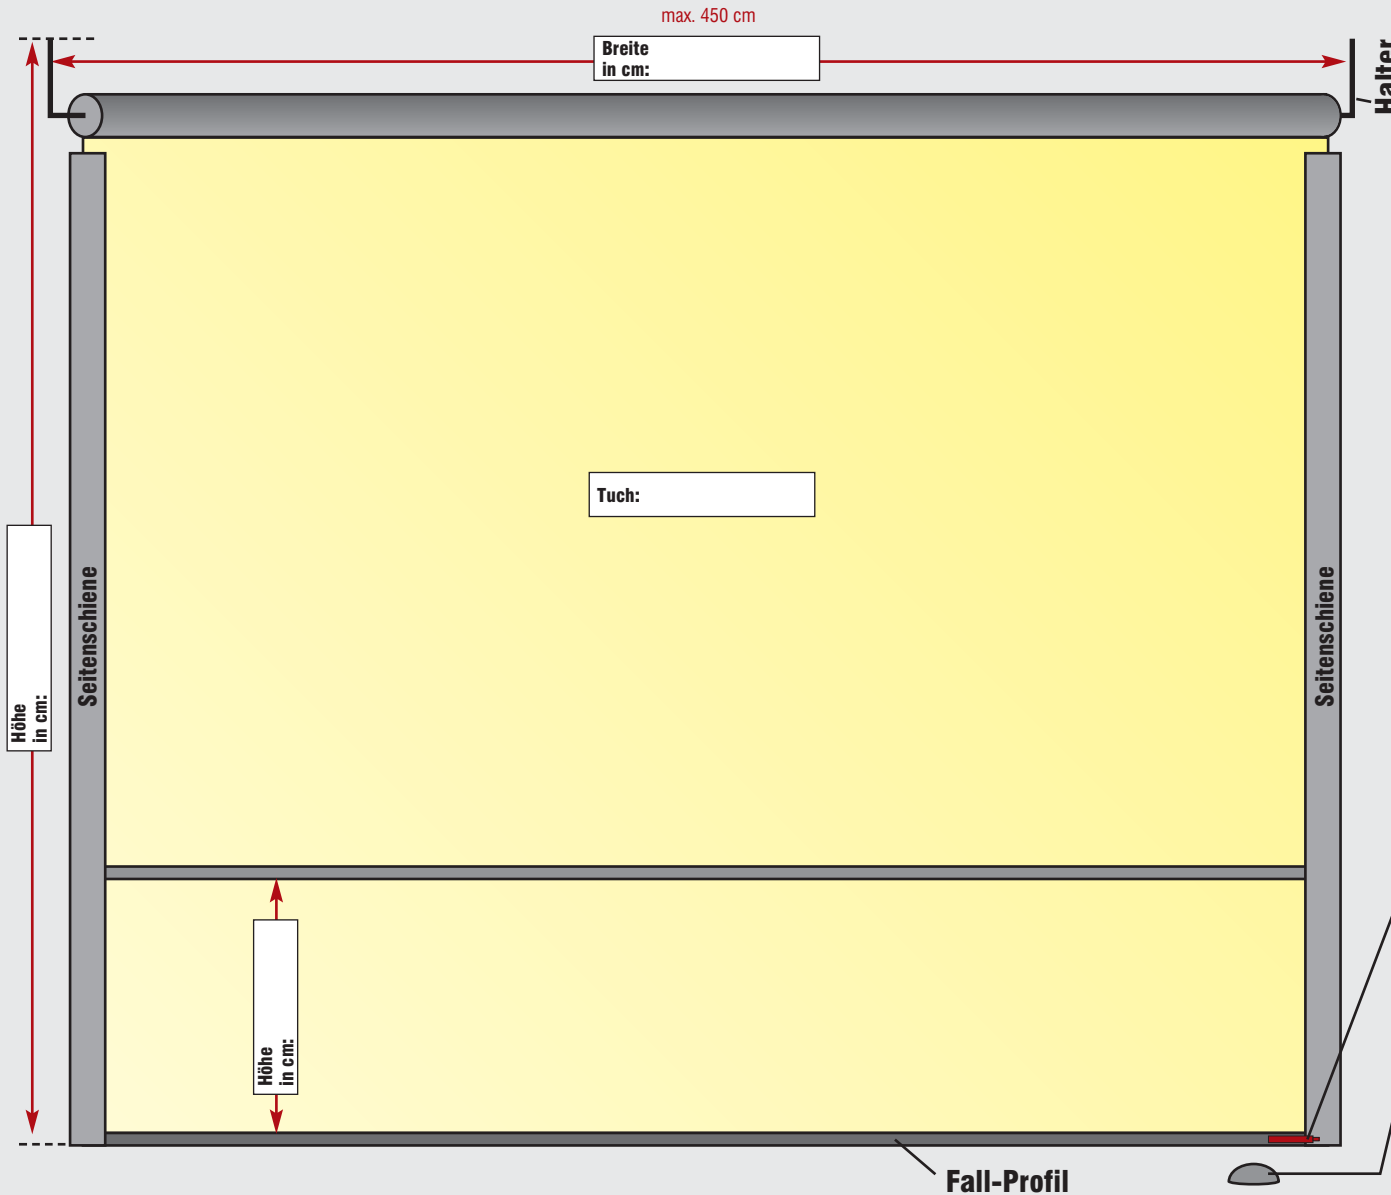 max. 450 cm
Breite
in cm:
Halter
Tuch:
Höhe
in cm:
Seitenschiene
Seitenschiene
Höhe
in cm:
Fall-Profil